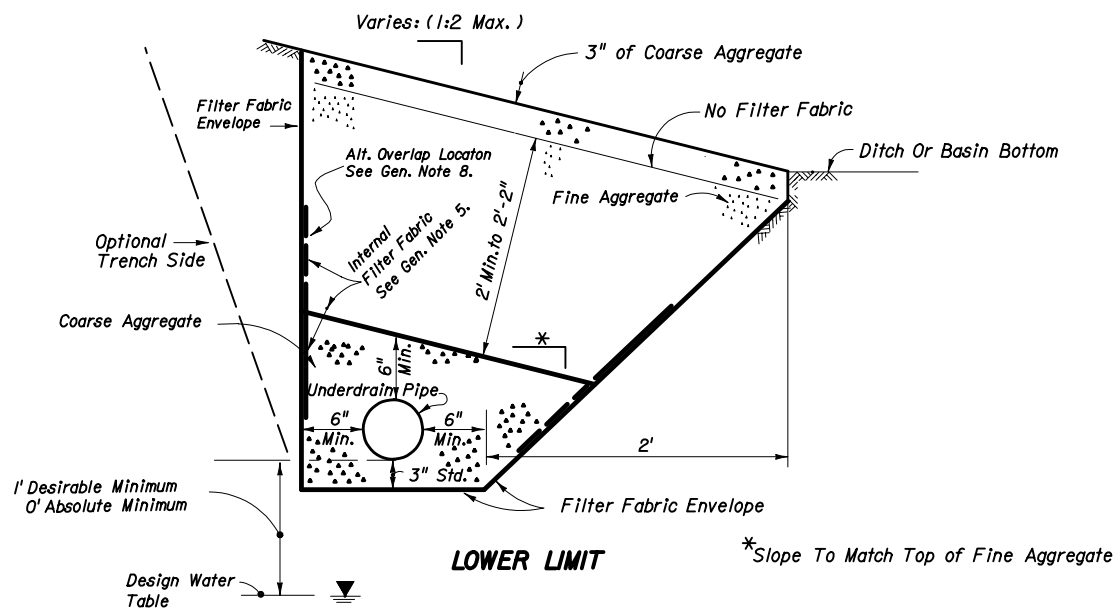 Varies: (1:2 Max.)
3" of Coarse Aggregate
Filter Fabric
Envelope
No Filter Fabric
Alt. Overlap Locaton
See Gen. Note 8.
Ditch Or Basin Bottom
Fine Aggregate
2' Min. to 2'-2"
Internal
Filter Fabric
See Gen. Note 5.
Optional
Trench Side
Coarse Aggregate
*
6"
Min.
Underdrain Pipe
6"
Min.
6"
Min.
2'
3" Std.
1' Desirable Minimum
0' Absolute Minimum
Filter Fabric Envelope
LOWER LIMIT
*Slope To Match Top of Fine Aggregate
Design Water
Table